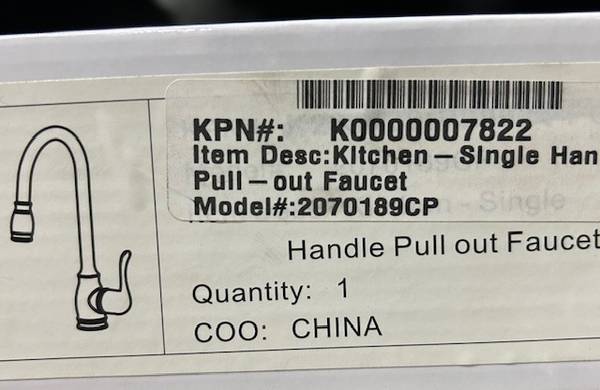 KPN#: K0000007822
Item Desc:Kitchen-Single Han
Pull-out Faucet
Model#:2070189CP
- Single
Handle Pull out Faucet
Quantity: 1
COO: CHINA